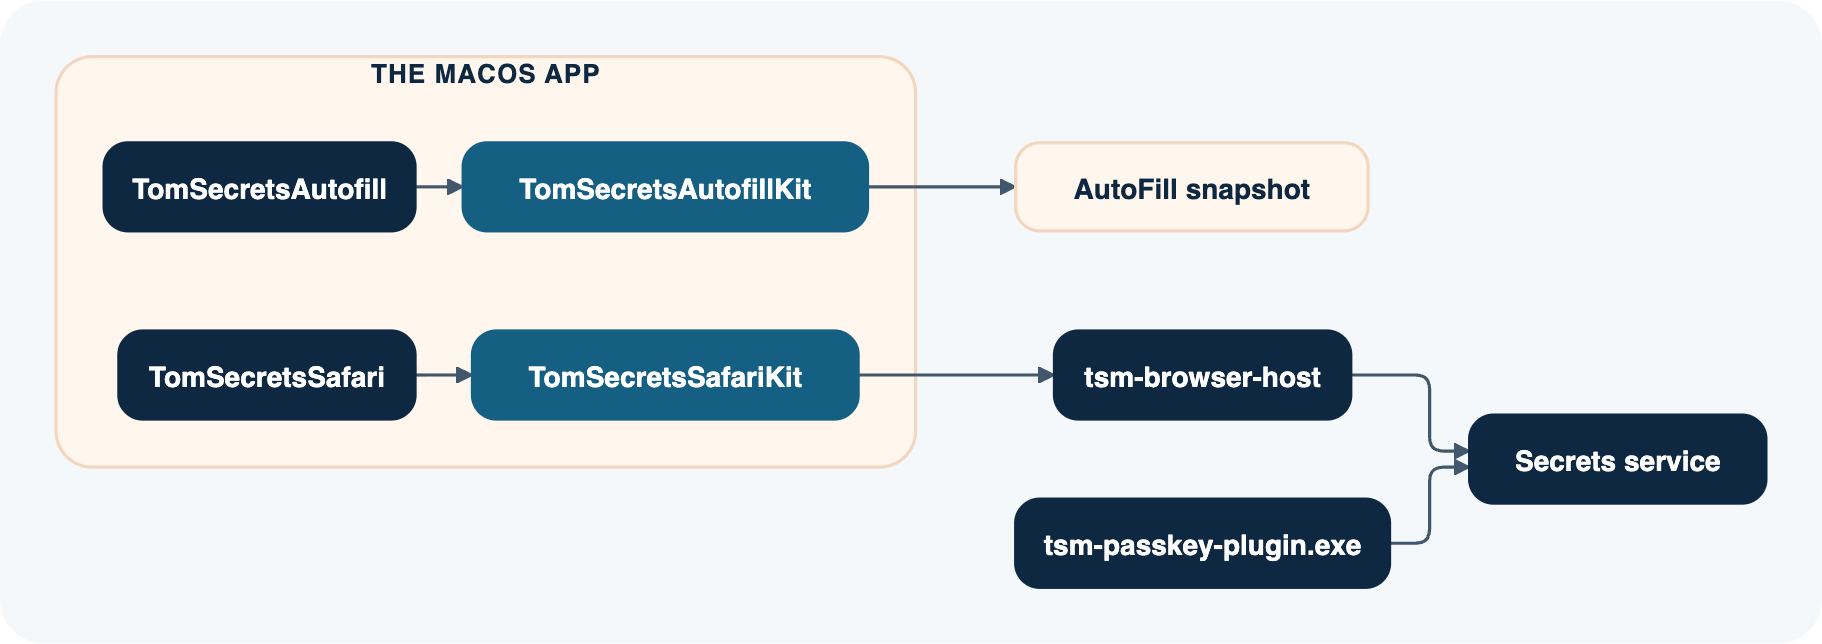 THE MACOS APP
TomSecretsAutofill
TomSecretsAutofillKit
AutoFill snapshot
TomSecretsSafari
TomSecretsSafariKit
tsm-browser-host
Secrets service
tsm-passkey-plugin.exe